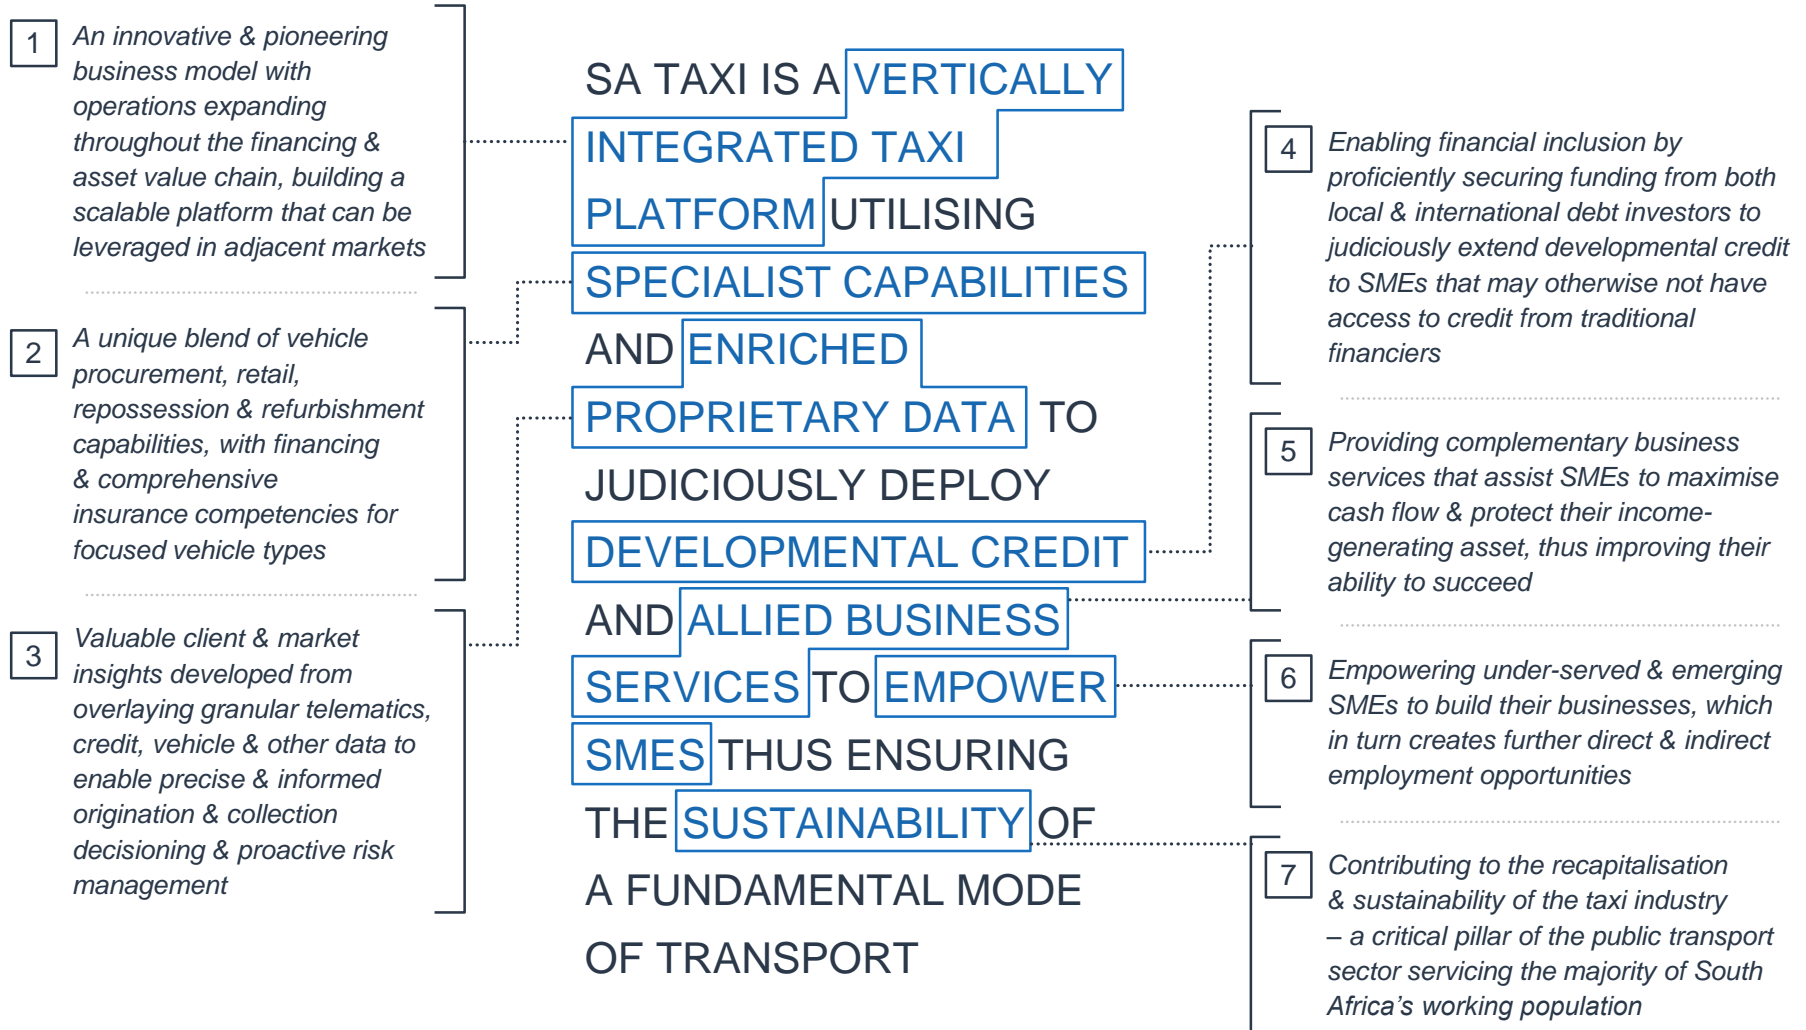 1
An innovative & pioneering
business model with
operations expanding
throughout the financing &
asset value chain, building a
scalable platform that can be
leveraged in adjacent markets
2
A unique blend of vehicle
procurement, retail,
repossession & refurbishment
capabilities, with financing
& comprehensive
insurance competencies for
focused vehicle types
3
Valuable client & market
insights developed from
overlaying granular telematics,
credit, vehicle & other data to
enable precise & informed
origination & collection
decisioning & proactive risk
management
SA TAXI IS A VERTICALLY
INTEGRATED TAXI
PLATFORM UTILISING
SPECIALIST CAPABILITIES
AND ENRICHED
PROPRIETARY DATA TO
JUDICIOUSLY DEPLOY
DEVELOPMENTAL CREDIT
AND ALLIED BUSINESS
SERVICES TO EMPOWER
SMES THUS ENSURING
THE SUSTAINABILITY OF
A FUNDAMENTAL MODE
OF TRANSPORT
4
Enabling financial inclusion by
proficiently securing funding from both
local & international debt investors to
judiciously extend developmental credit
to SMEs that may otherwise not have
access to credit from traditional
financiers
5
Providing complementary business
services that assist SMEs to maximise
cash flow & protect their income-
generating asset, thus improving their
ability to succeed
6
Empowering under-served & emerging
SMEs to build their businesses, which
in turn creates further direct & indirect
employment opportunities
7
Contributing to the recapitalisation
& sustainability of the taxi industry
– a critical pillar of the public transport
sector servicing the majority of South
Africa's working population